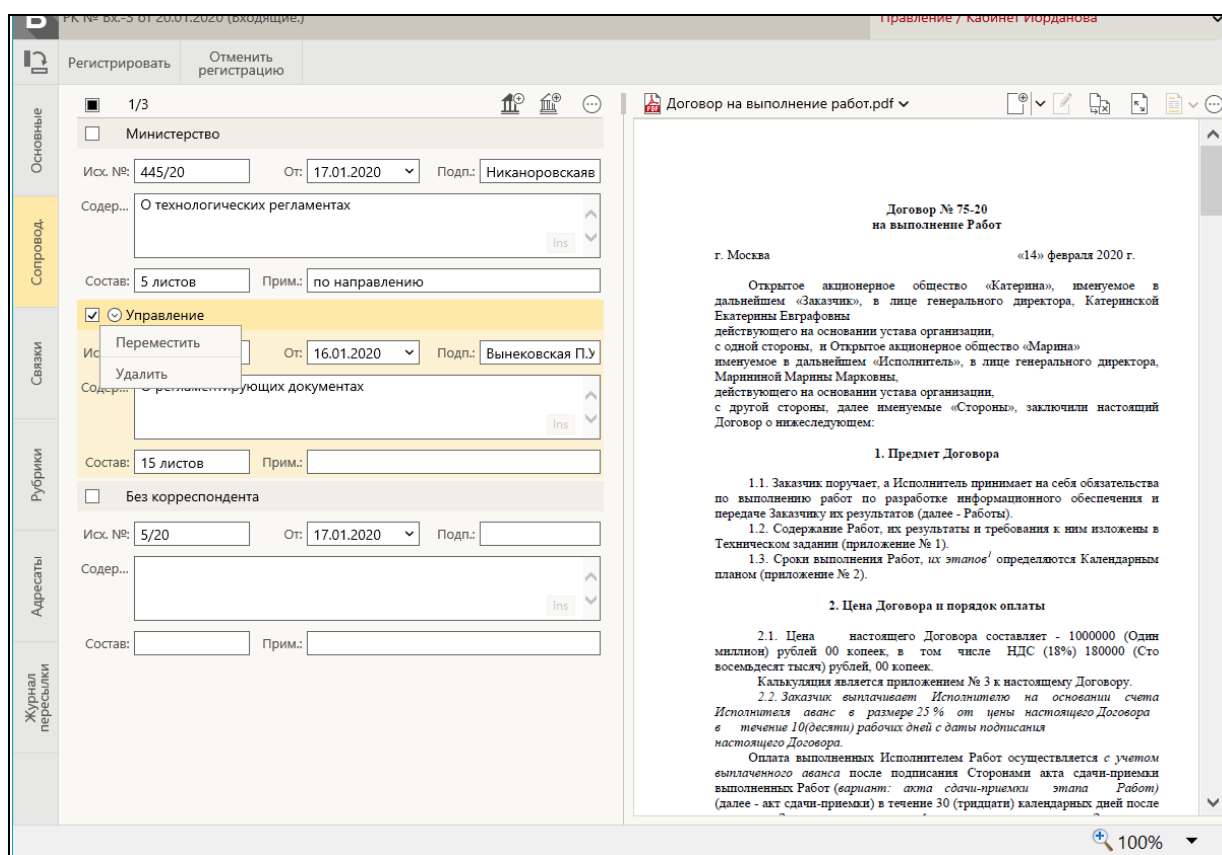 РК № Вх.-3 от 20.01.2020 (Входящие.)
Правление / Кабинет Иорданова
Регистрировать
Отменить
регистрацию
Основные
Сопровод.
Связки
Рубрики
Адресаты
Журнал
пересылки
1/3
Министерство
Исх. №: 445/20 От: 17.01.2020 Подп.: Никаноровскаяв
Содер... О технологических регламентах
Ins
Состав: 5 листов Прим.: по направлению
Управление
Переместить
Удалить
От: 16.01.2020 Подп.: Вынековская П.У
Содер... О регламентирующих документах
Ins
Состав: 15 листов Прим.:
Без корреспондента
Исх. №: 5/20 От: 17.01.2020 Подп.:
Содер...
Ins
Состав: Прим.:
PDF Договор на выполнение работ.pdf
Договор № 75-20
на выполнение Работ
г. Москва «14» февраля 2020 г.
Открытое акционерное общество «Катерина», именуемое в
дальнейшем «Заказчик», в лице генерального директора, Катеринской
Екатерины Евграфовны
действующего на основании устава организации,
с одной стороны, и Открытое акционерное общество «Марина»
именуемое в дальнейшем «Исполнитель», в лице генерального директора,
Марининой Марины Марковны,
действующего на основании устава организации,
с другой стороны, далее именуемые «Стороны», заключили настоящий
Договор о нижеследующем:
1. Предмет Договора
1.1. Заказчик поручает, а Исполнитель принимает на себя обязательства
по выполнению работ по разработке информационного обеспечения и
передаче Заказчику их результатов (далее - Работы).
1.2. Содержание Работ, их результаты и требования к ним изложены в
Техническом задании (приложение № 1).
1.3. Сроки выполнения Работ, их этапов1 определяются Календарным
планом (приложение № 2).
2. Цена Договора и порядок оплаты
2.1. Цена настоящего Договора составляет - 1000000 (Один
миллион) рублей 00 копеек, в том числе НДС (18%) 180000 (Сто
восемьдесят тысяч) рублей, 00 копеек.
Калькуляция является приложением № 3 к настоящему Договору.
2.2. Заказчик выплачивает Исполнителю на основании счета
Исполнителя аванс в размере 25 % от цены настоящего Договора
в течение 10(десяти) рабочих дней с даты подписания
настоящего Договора.
Оплата выполненных Исполнителем Работ осуществляется с учетом
выплаченного аванса после подписания Сторонами акта сдачи-приемки
выполненных Работ (вариант: акта сдачи-приемки этапа Работ)
(далее - акт сдачи-приемки) в течение 30 (тридцати) календарных дней после
100%